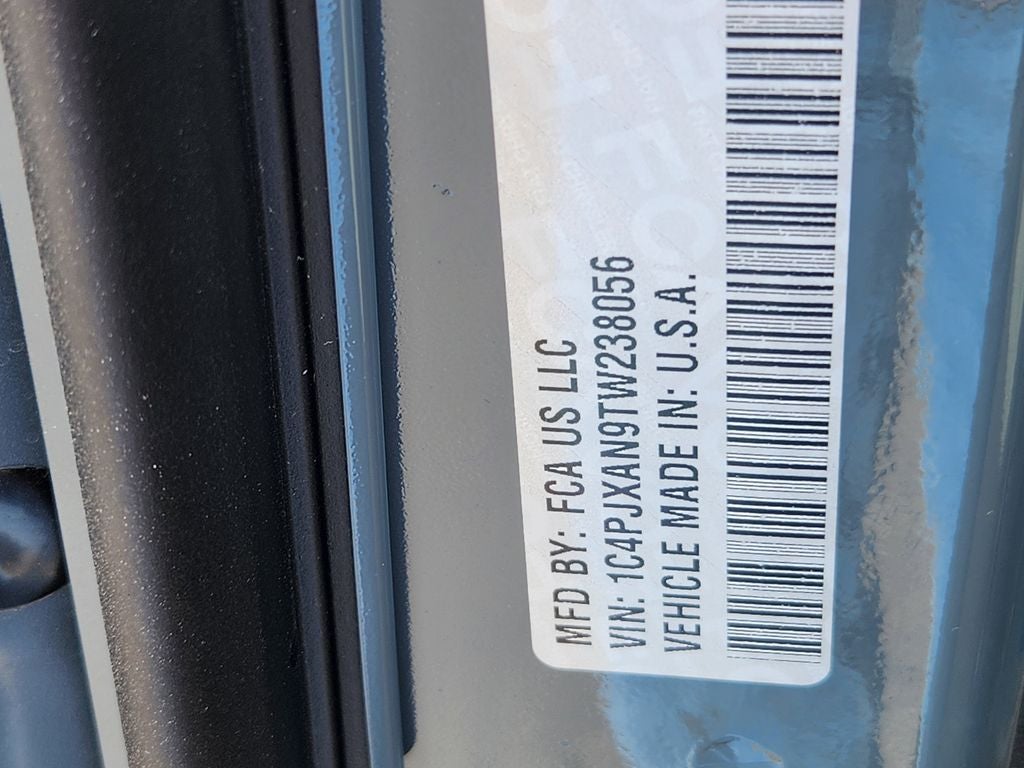 MFD BY: FCA US LLC
VIN: 1C4PJXAN9TW238056
VEHICLE MADE IN: U.S.A.